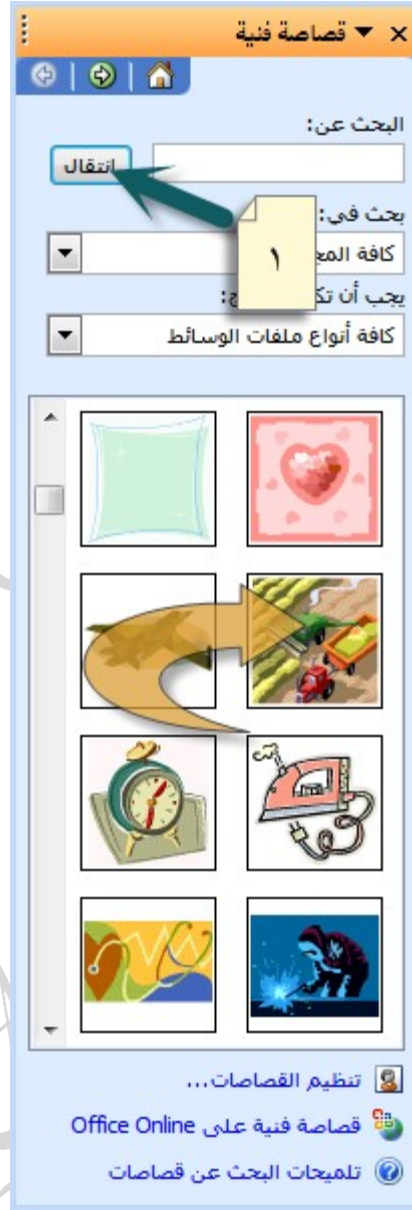 قصاصة فنية
البحث عن:
انتقال
بحث في:
كافة
١
يجب أن
كافة أنواع ملفات الوسائط
تنظيم القصاصات...
قصاصة فنية على Office Online
تلميحات البحث عن قصاصات